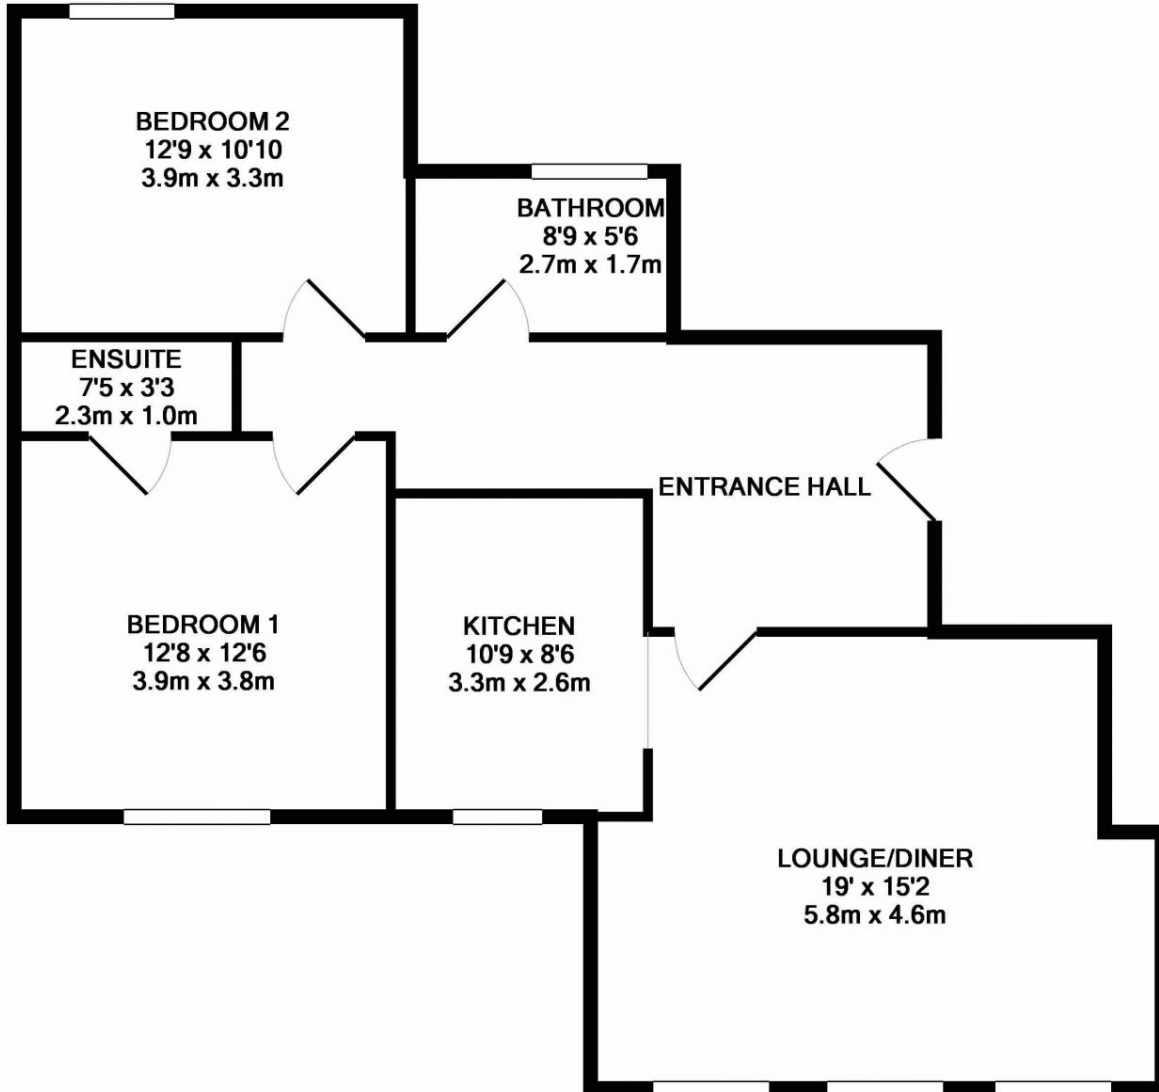 BEDROOM 2
12'9 x 10'10
3.9m x 3.3m
BATHROOM
8'9 x 5'6
2.7m x 1.7m
ENSUITE
7'5 x 3'3
2.3m x 1.0m
ENTRANCE HALL
BEDROOM 1
12'8 x 12'6
3.9m x 3.8m
KITCHEN
10'9 x 8'6
3.3m x 2.6m
LOUNGE/DINER
19' x 15'2
5.8m x 4.6m